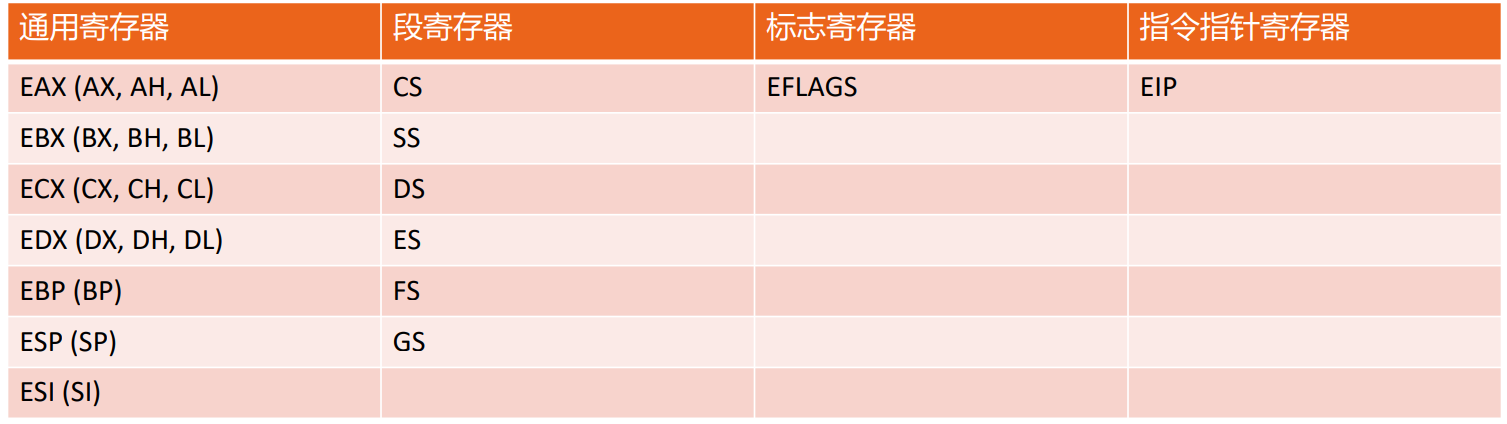 通用寄存器 段寄存器 标志寄存器 指令指针寄存器
EAX (AX, AH, AL) CS EFLAGS EIP
EBX (BX, BH, BL) SS
ECX (CX, CH, CL) DS
EDX (DX, DH, DL) ES
EBP (BP) FS
ESP (SP) GS
ESI (SI)